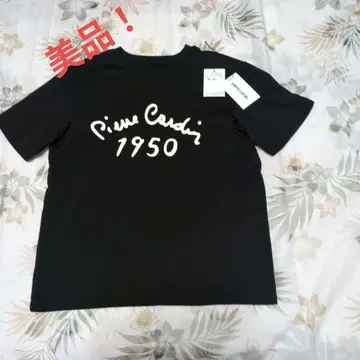 美品！
Pierre Cardin
1950